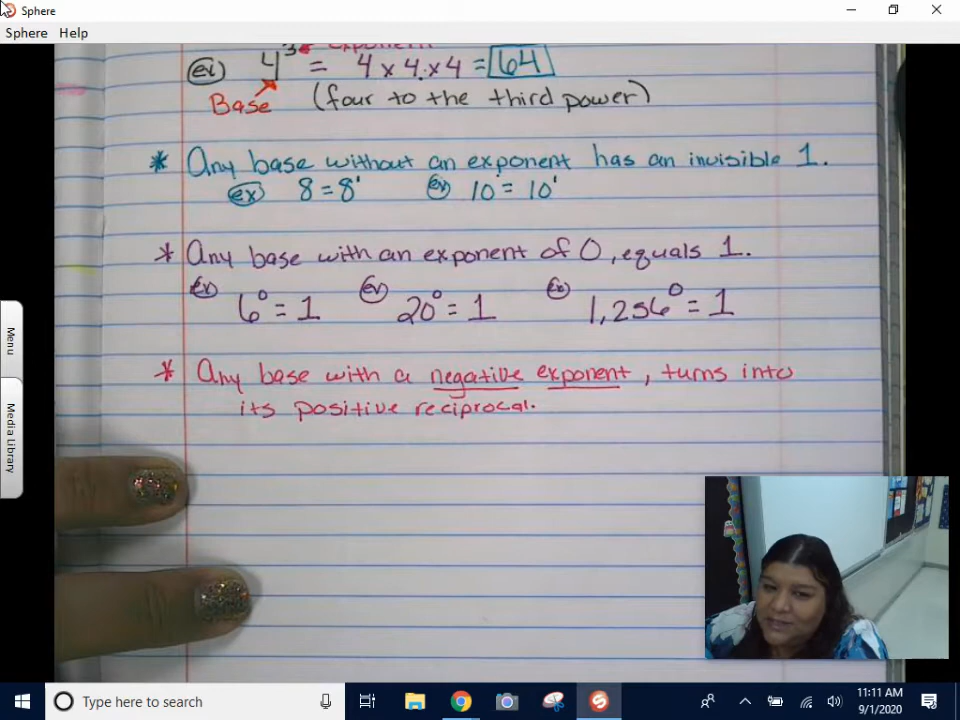 Sphere
Sphere Help
ex 4³ = 4 x 4 x 4 = 64
Base (four to the third power)
* Any base without an exponent has an invisible 1.
ex 8 = 8¹ ex 10 = 10¹
* Any base with an exponent of 0, equals 1.
ex 6⁰ = 1 ex 20⁰ = 1 ex 1,256⁰ = 1
* Any base with a negative exponent, turns into
its positive reciprocal.
Menu
Media Library
Type here to search
11:11 AM
9/1/2020